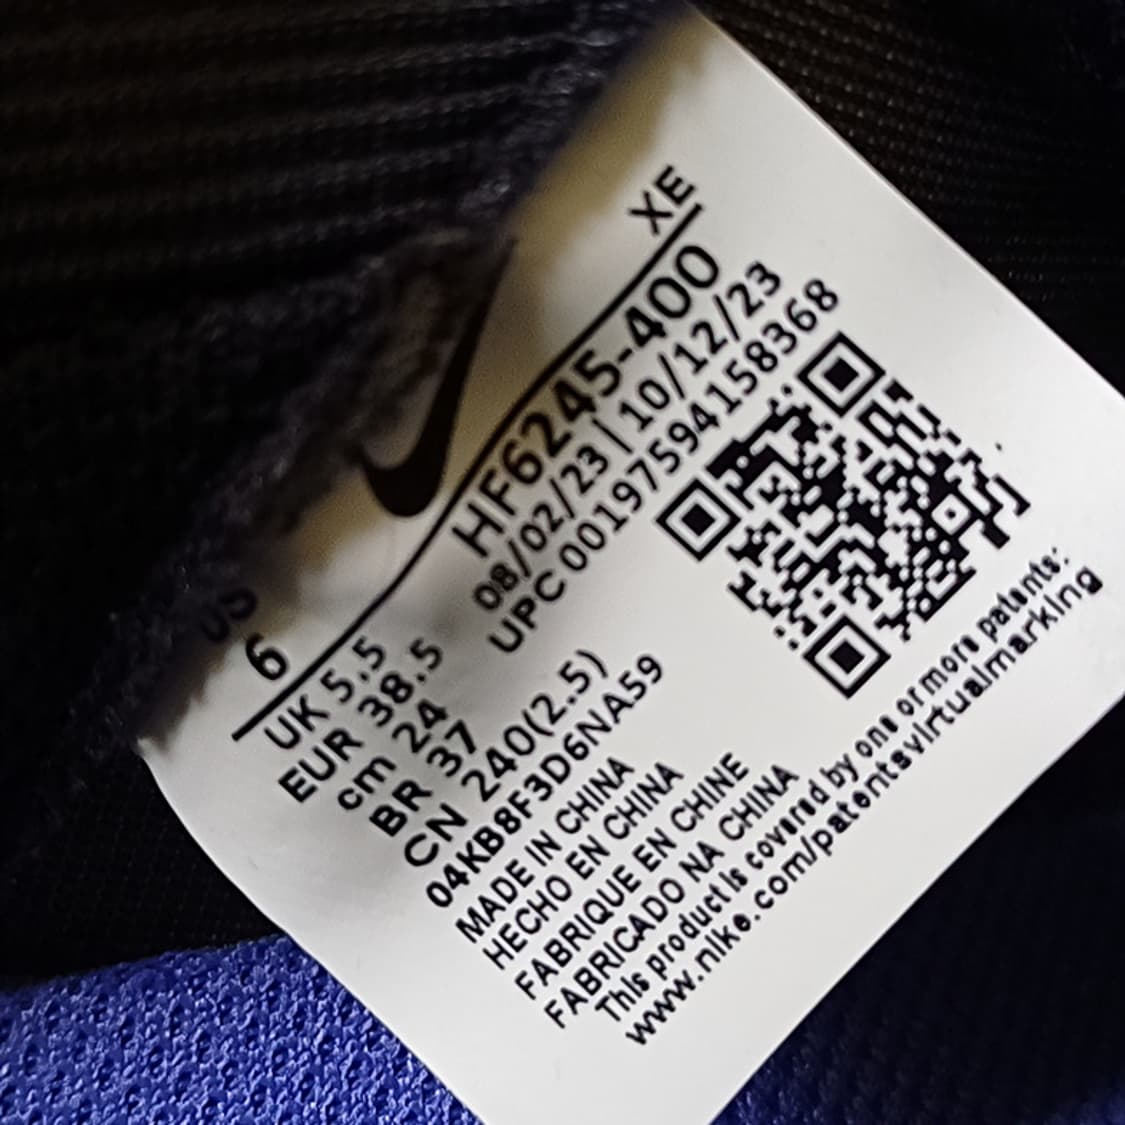 XE
US
6
HF6245-400
08/02/23 | 10/12/23
UPC 00197594158368
UK 5.5
EUR 38.5
cm 24
BR 37
CN 240(2.5)
04KB8F3D6NA59
MADE IN CHINA
HECHO EN CHINA
FABRIQUE EN CHINE
FABRICADO NA CHINA
This product is covered by one or more patents:
www.nike.com/patentsvirtualmarking